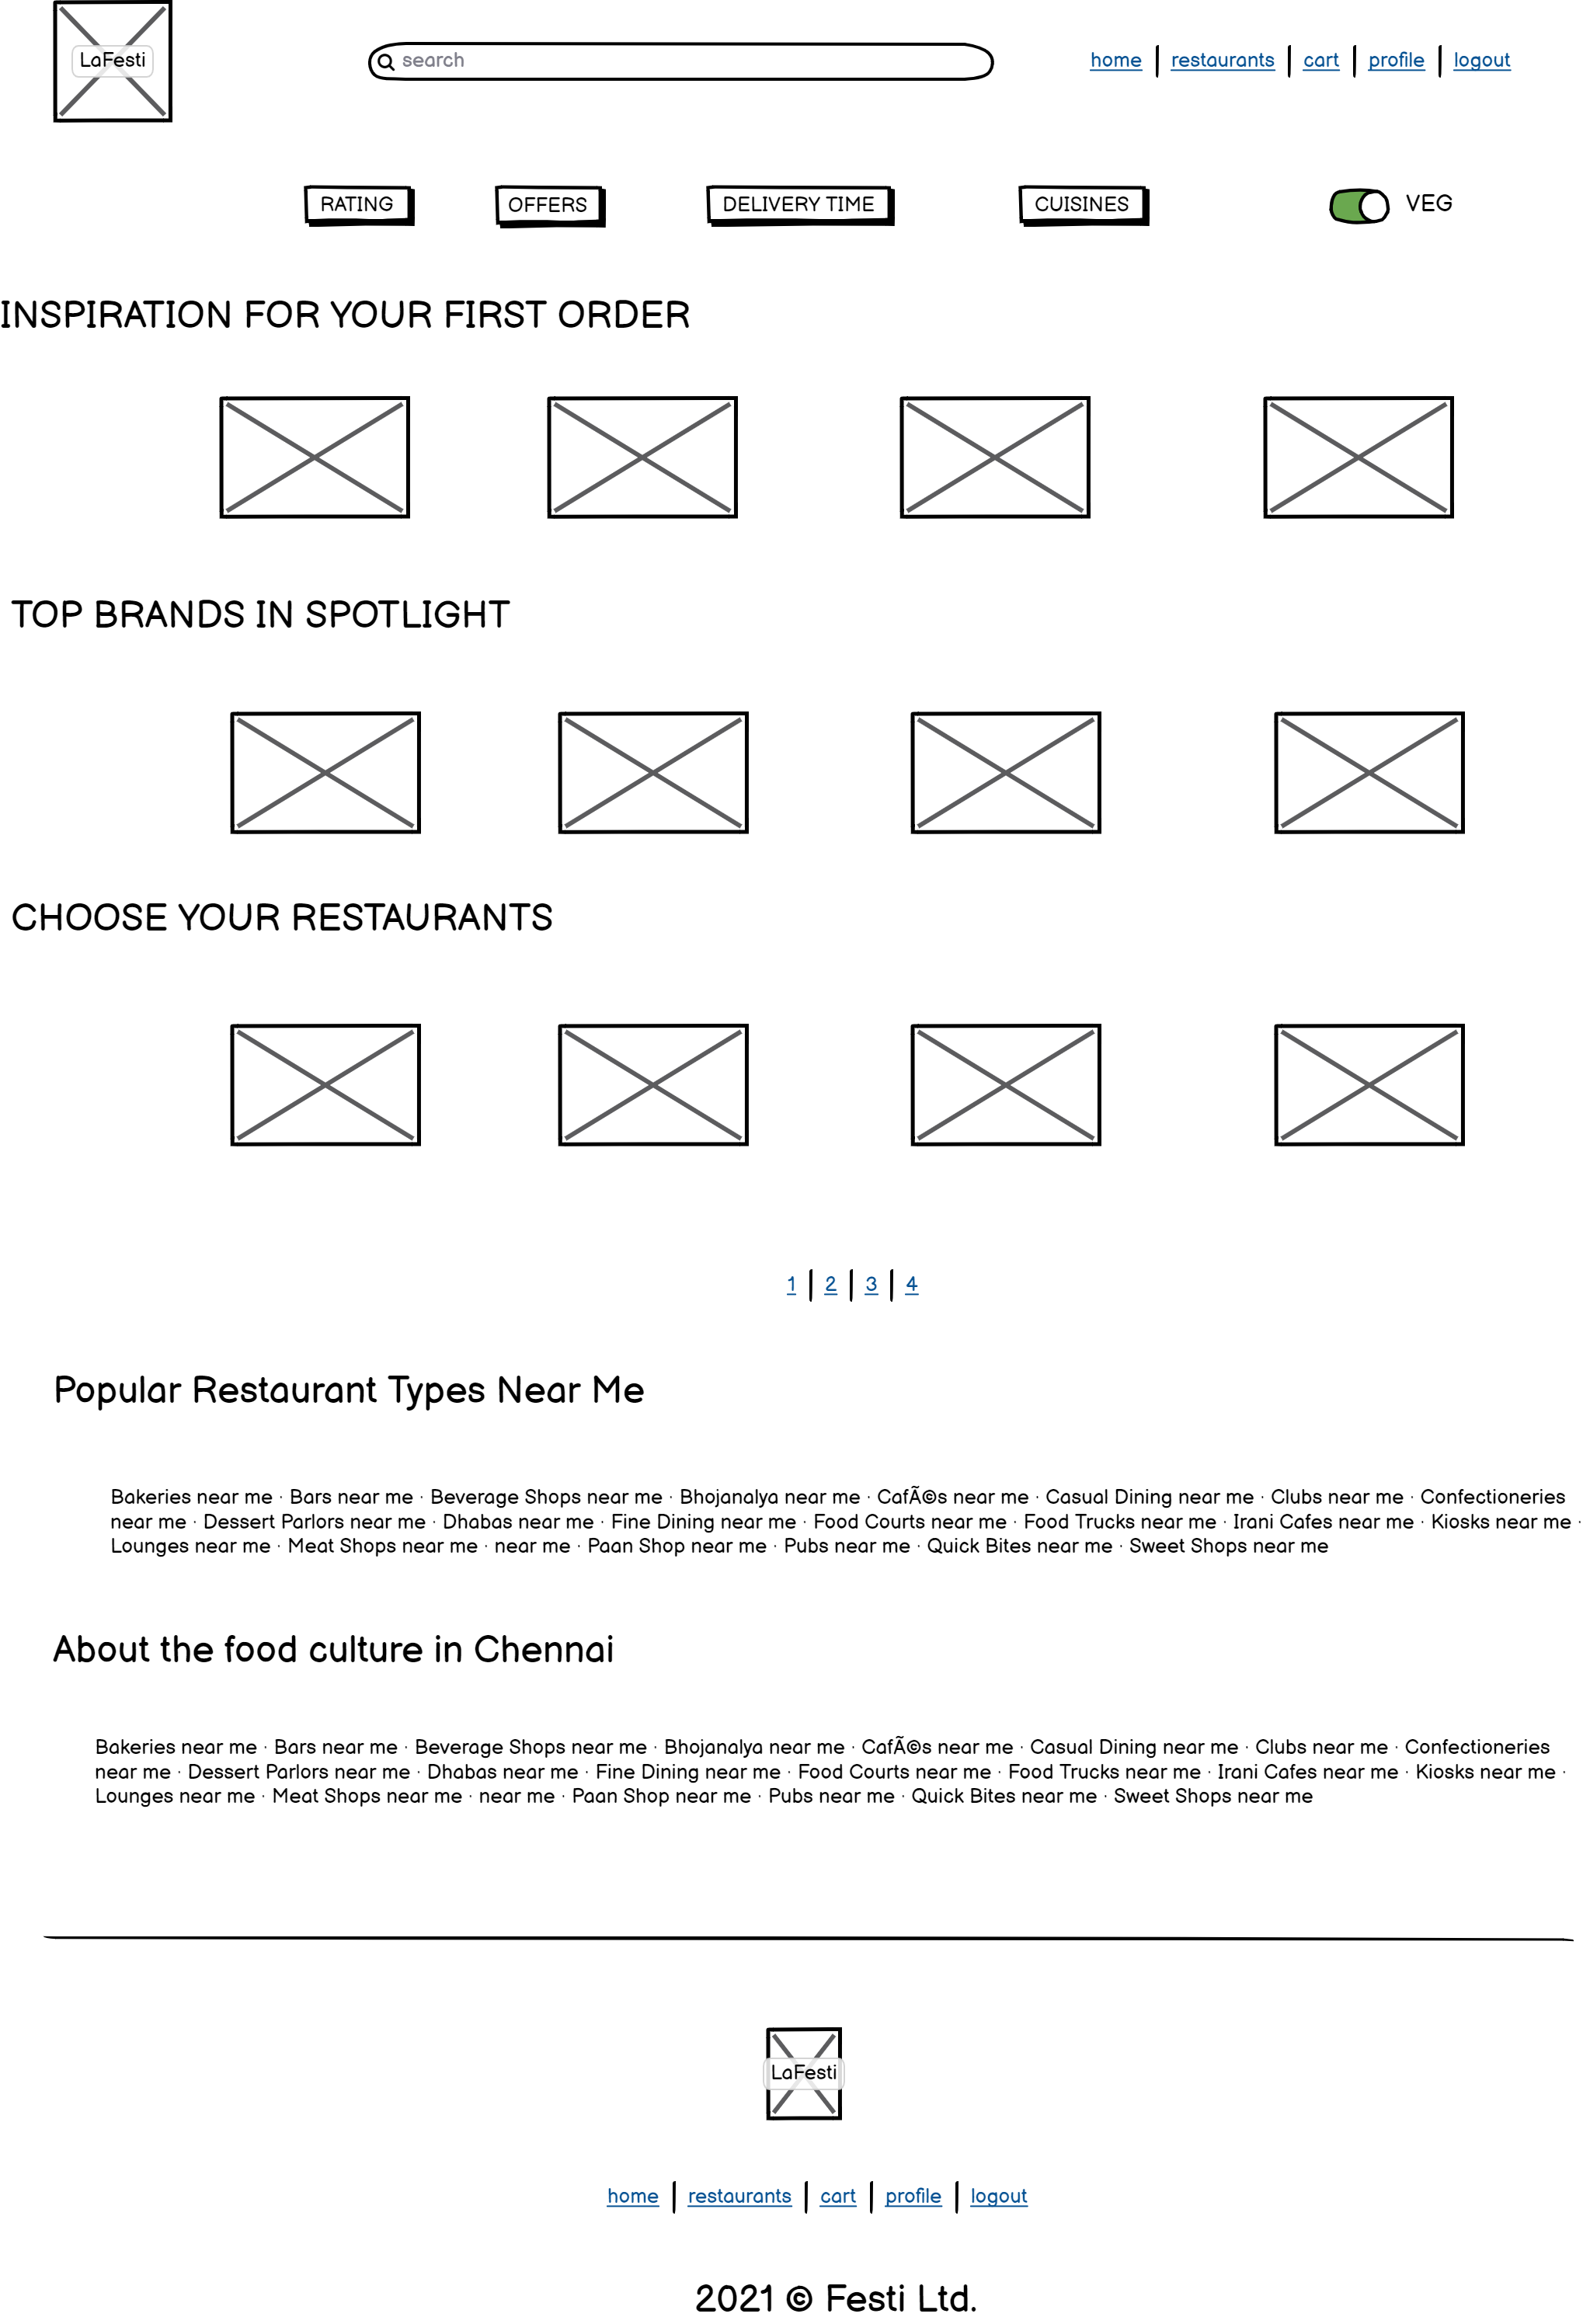 LaFesti
search
home | restaurants | cart | profile | logout
RATING OFFERS DELIVERY TIME CUISINES VEG
INSPIRATION FOR YOUR FIRST ORDER
TOP BRANDS IN SPOTLIGHT
CHOOSE YOUR RESTAURANTS
1 | 2 | 3 | 4
Popular Restaurant Types Near Me
Bakeries near me · Bars near me · Beverage Shops near me · Bhojanalya near me · CafÃ©s near me · Casual Dining near me · Clubs near me · Confectioneries
near me · Dessert Parlors near me · Dhabas near me · Fine Dining near me · Food Courts near me · Food Trucks near me · Irani Cafes near me · Kiosks near me ·
Lounges near me · Meat Shops near me · near me · Paan Shop near me · Pubs near me · Quick Bites near me · Sweet Shops near me
About the food culture in Chennai
Bakeries near me · Bars near me · Beverage Shops near me · Bhojanalya near me · CafÃ©s near me · Casual Dining near me · Clubs near me · Confectioneries
near me · Dessert Parlors near me · Dhabas near me · Fine Dining near me · Food Courts near me · Food Trucks near me · Irani Cafes near me · Kiosks near me ·
Lounges near me · Meat Shops near me · near me · Paan Shop near me · Pubs near me · Quick Bites near me · Sweet Shops near me
LaFesti
home | restaurants | cart | profile | logout
2021 © Festi Ltd.